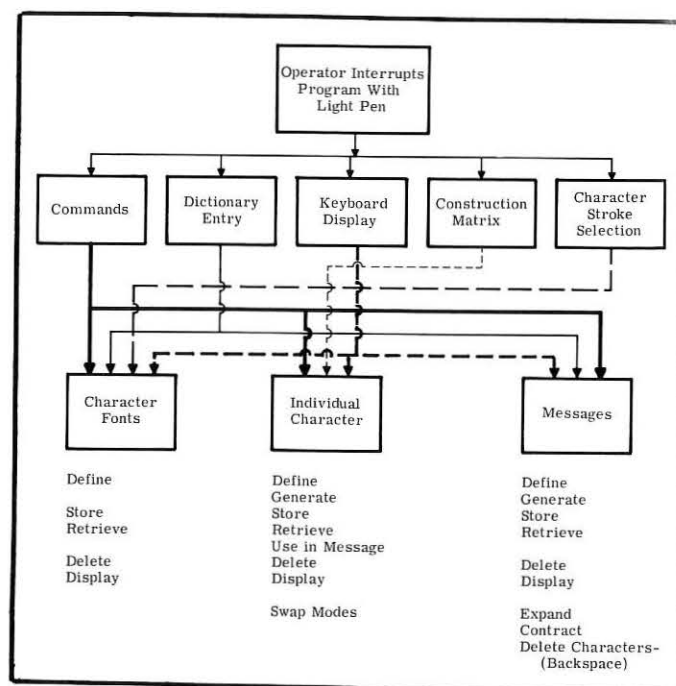 Operator Interrupts
Program With
Light Pen
Commands
Dictionary
Entry
Keyboard
Display
Construction
Matrix
Character
Stroke
Selection
Character
Fonts
Individual
Character
Messages
Define
Store
Retrieve
Delete
Display
Define
Generate
Store
Retrieve
Use in Message
Delete
Display
Swap Modes
Define
Generate
Store
Retrieve
Delete
Display
Expand
Contract
Delete Characters-
(Backspace)